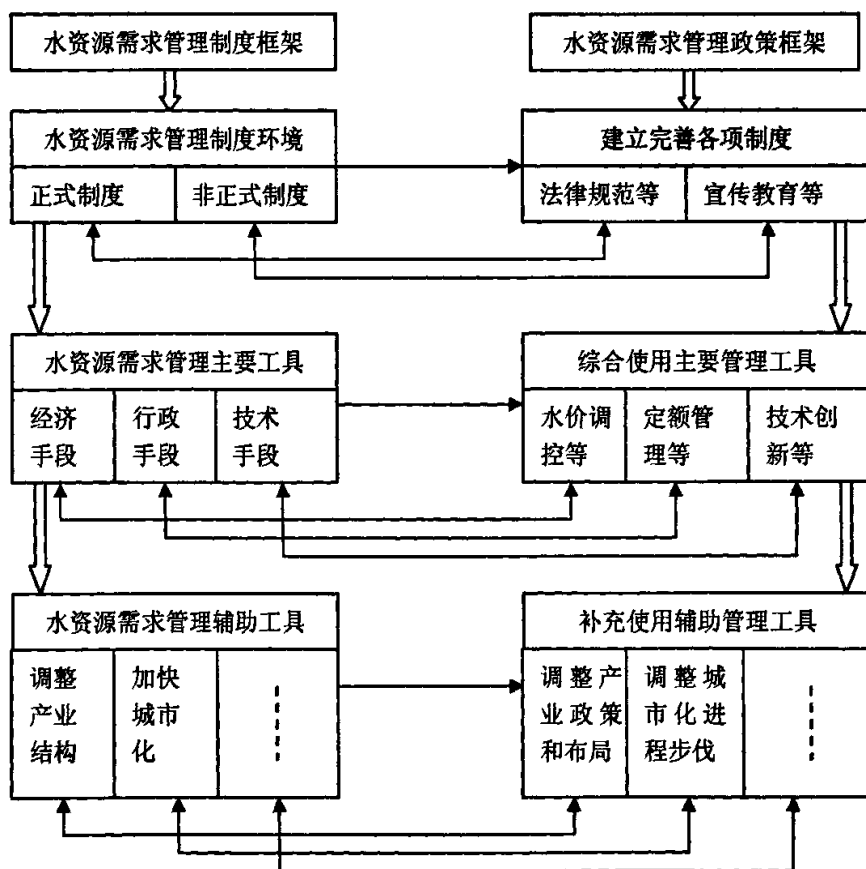 水资源需求管理制度框架
水资源需求管理政策框架
水资源需求管理制度环境
正式制度
非正式制度
建立完善各项制度
法律规范等
宣传教育等
水资源需求管理主要工具
经济
手段
行政
手段
技术
手段
综合使用主要管理工具
水价调
控等
定额管
理等
技术创
新等
水资源需求管理辅助工具
调整
产业
结构
加快
城市
化
补充使用辅助管理工具
调整产
业政策
和布局
调整城
市化进
程步伐